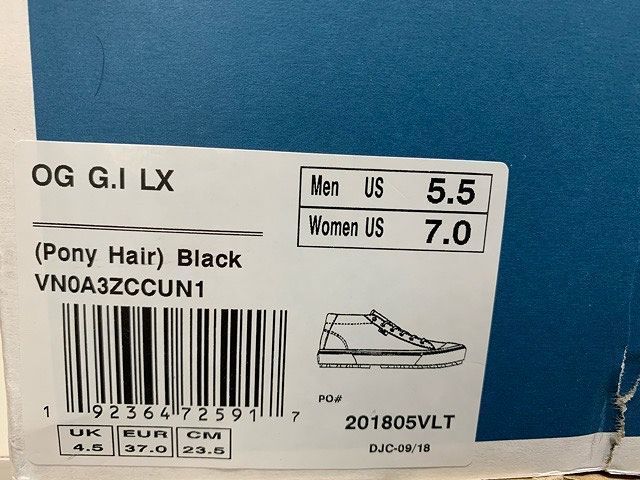 OG G.I LX
Men US 5.5
Women US 7.0
(Pony Hair) Black
VN0A3ZCCUN1
1 92364 72591 7
UK EUR CM
4.5 37.0 23.5
PO#
201805VLT
DJC-09/18